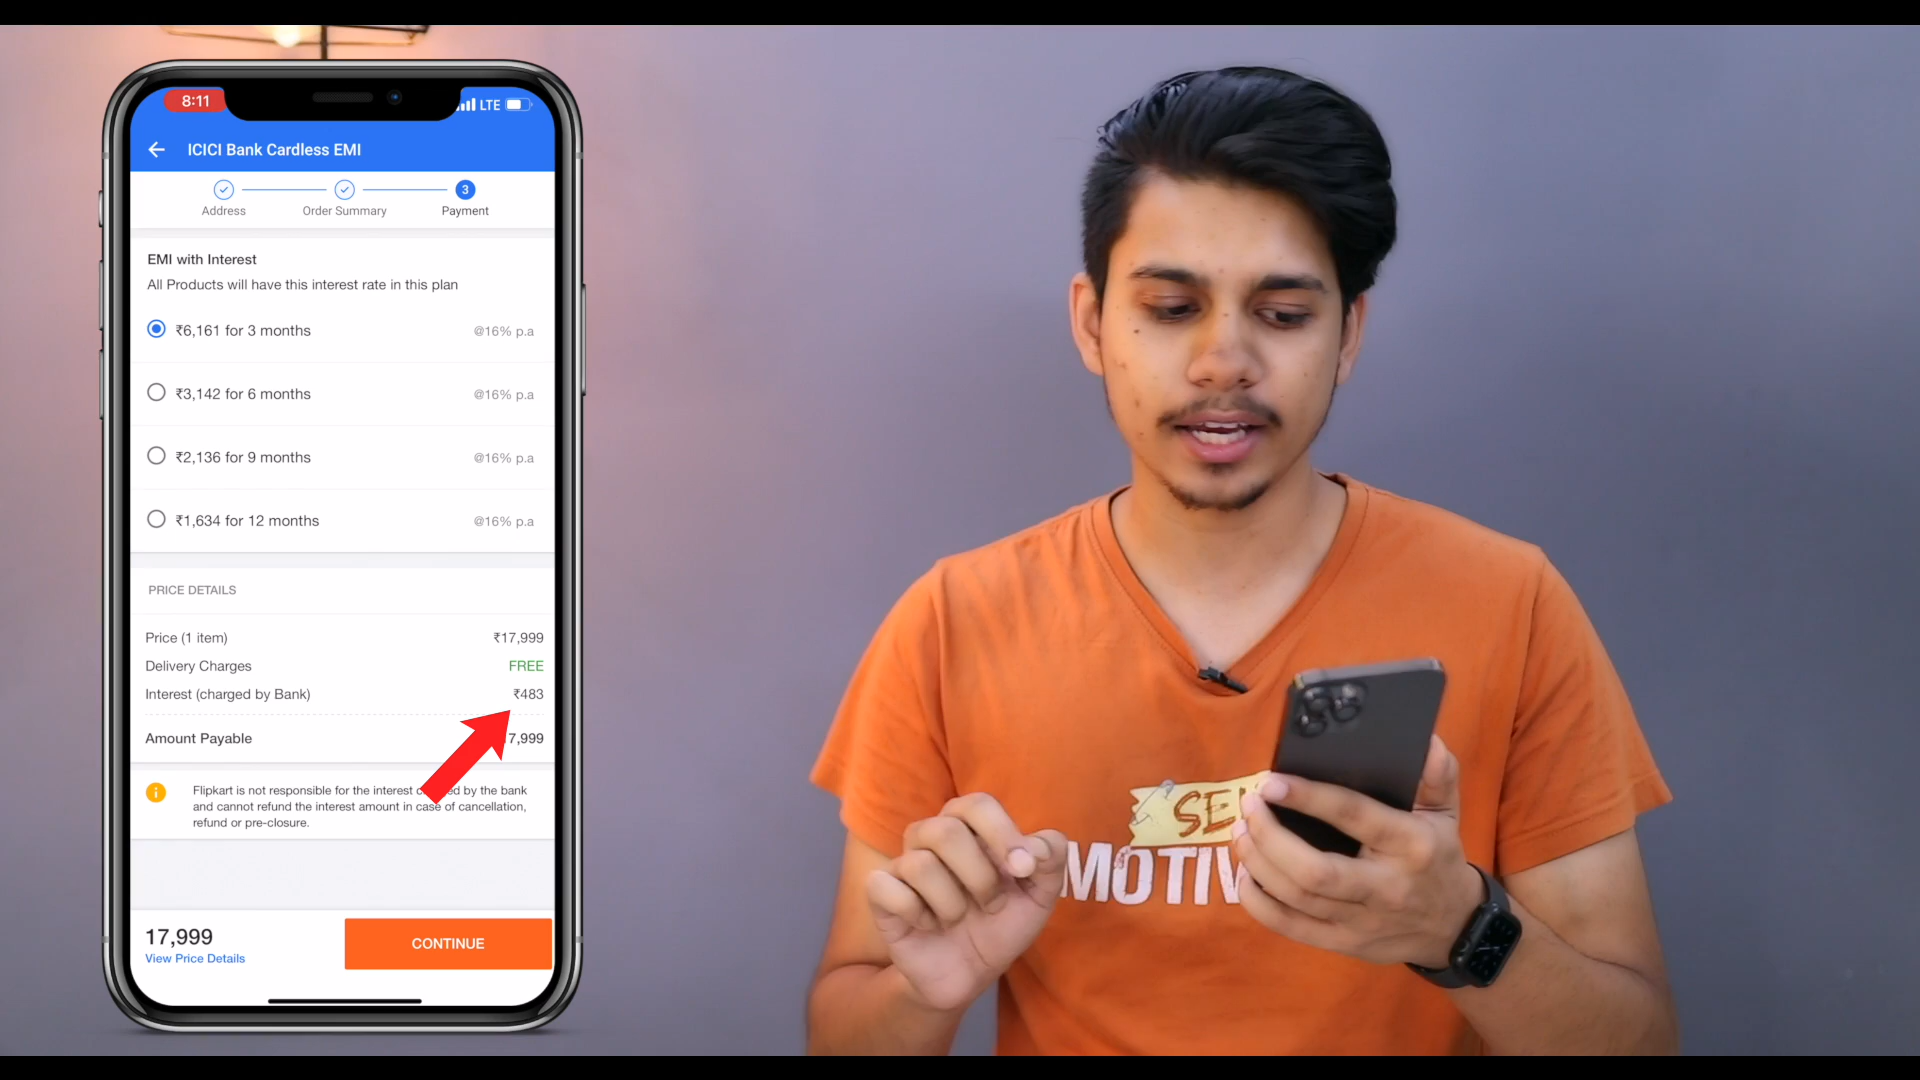 8:11
LTE
ICICI Bank Cardless EMI
3
Address
Order Summary
Payment
EMI with Interest
All Products will have this interest rate in this plan
₹6,161 for 3 months @16% p.a
₹3,142 for 6 months @16% p.a
₹2,136 for 9 months @16% p.a
₹1,634 for 12 months @16% p.a
PRICE DETAILS
Price (1 item) ₹17,999
Delivery Charges FREE
Interest (charged by Bank) ₹483
Amount Payable 7,999
Flipkart is not responsible for the interest by the bank
and cannot refund the interest amount in case of cancellation,
refund or pre-closure.
17,999
View Price Details
CONTINUE